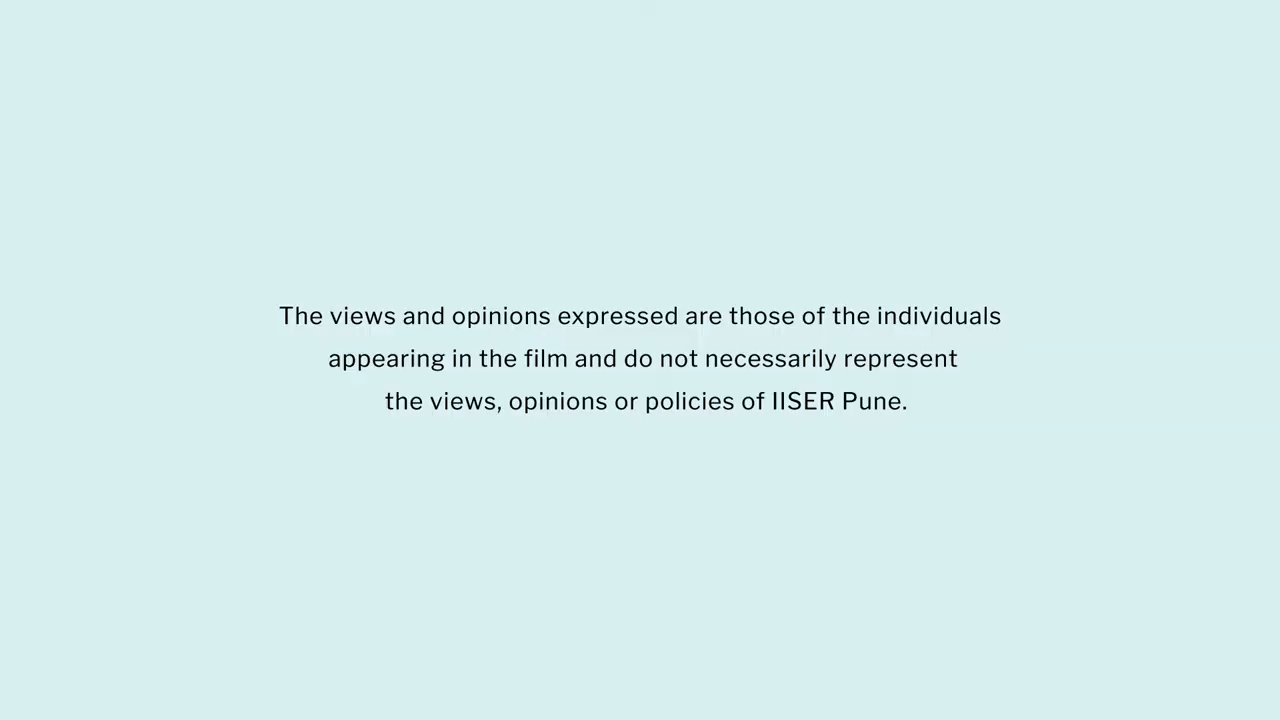 The views and opinions expressed are those of the individuals
appearing in the film and do not necessarily represent
the views, opinions or policies of IISER Pune.